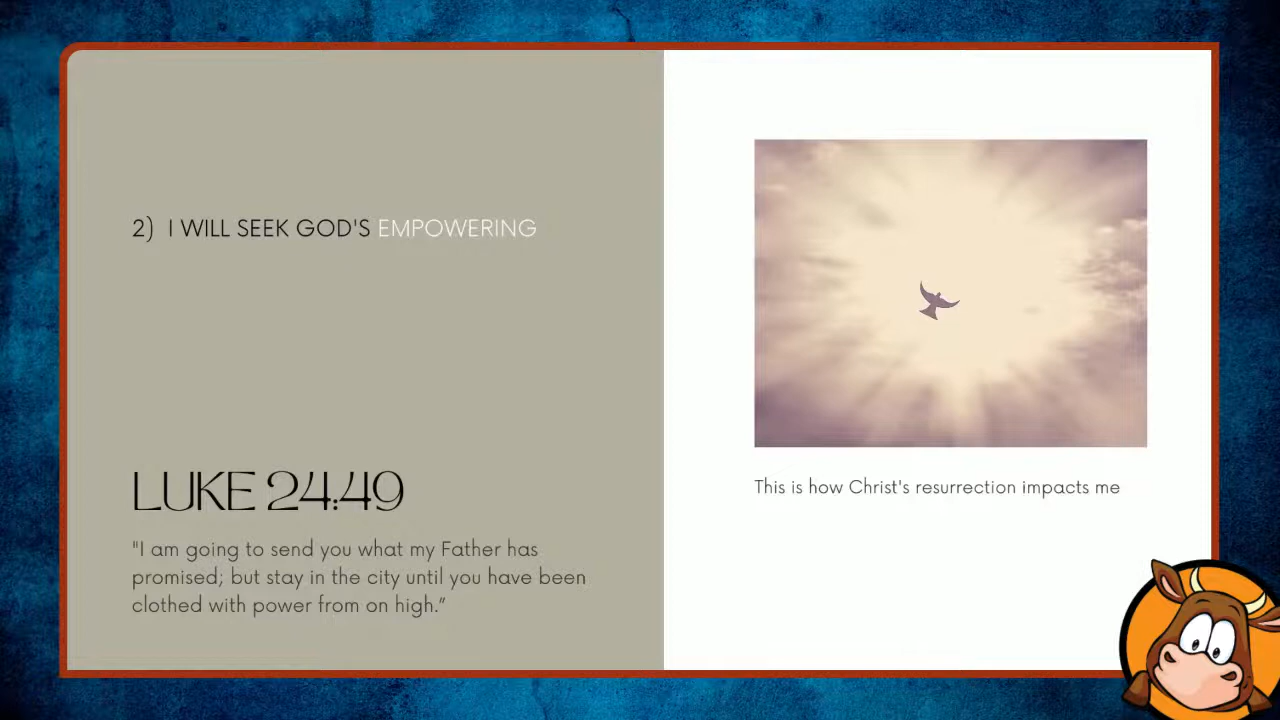 2) I WILL SEEK GOD'S EMPOWERING
LUKE 24:49
"I am going to send you what my Father has
promised; but stay in the city until you have been
clothed with power from on high.”
This is how Christ's resurrection impacts me